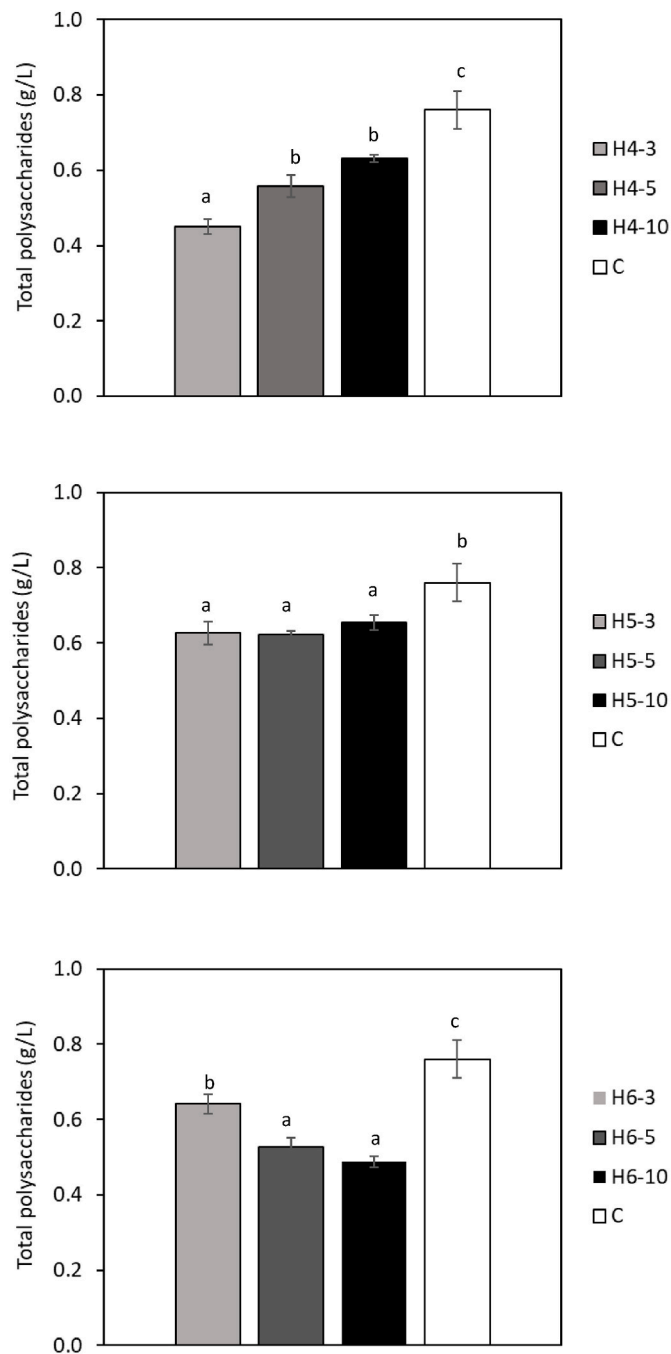 Total polysaccharides (g/L)
1.0
0.8
0.6
0.4
0.2
0.0
a
b
b
c
H4-3
H4-5
H4-10
C
Total polysaccharides (g/L)
1.0
0.8
0.6
0.4
0.2
0.0
a
a
a
b
H5-3
H5-5
H5-10
C
Total polysaccharides (g/L)
1.0
0.8
0.6
0.4
0.2
0.0
b
a
a
c
H6-3
H6-5
H6-10
C